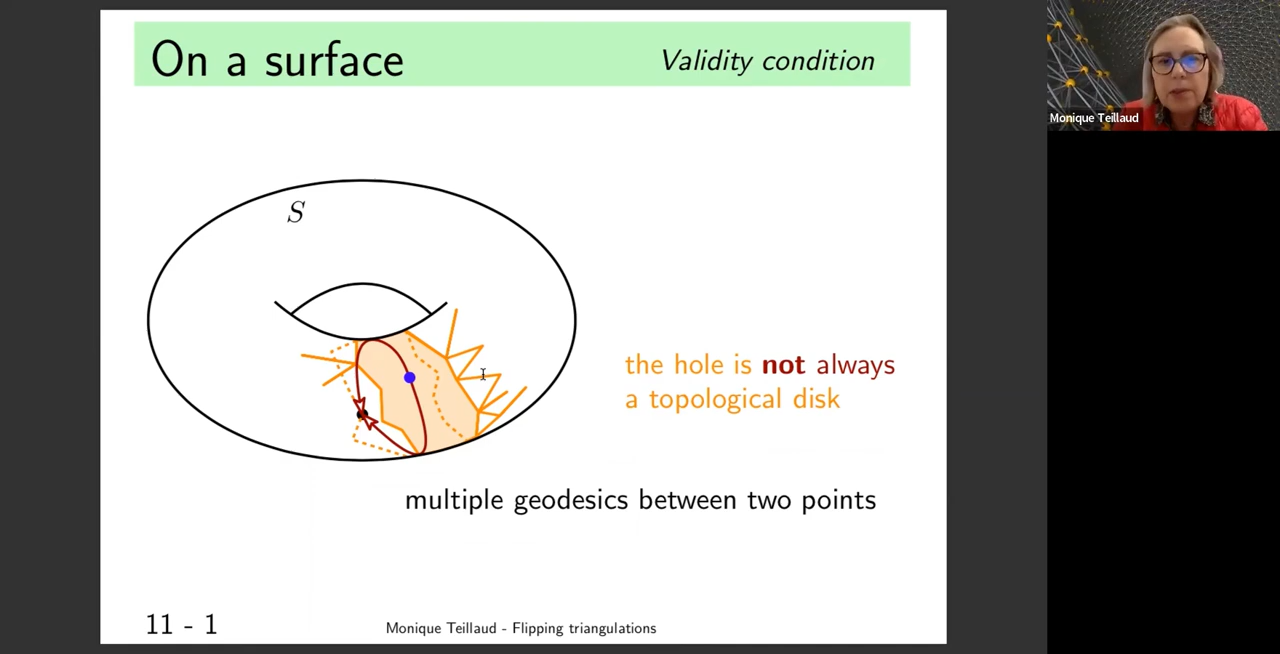 On a surface
Validity condition
Monique Teillaud
S
the hole is not always
a topological disk
multiple geodesics between two points
11 - 1
Monique Teillaud - Flipping triangulations